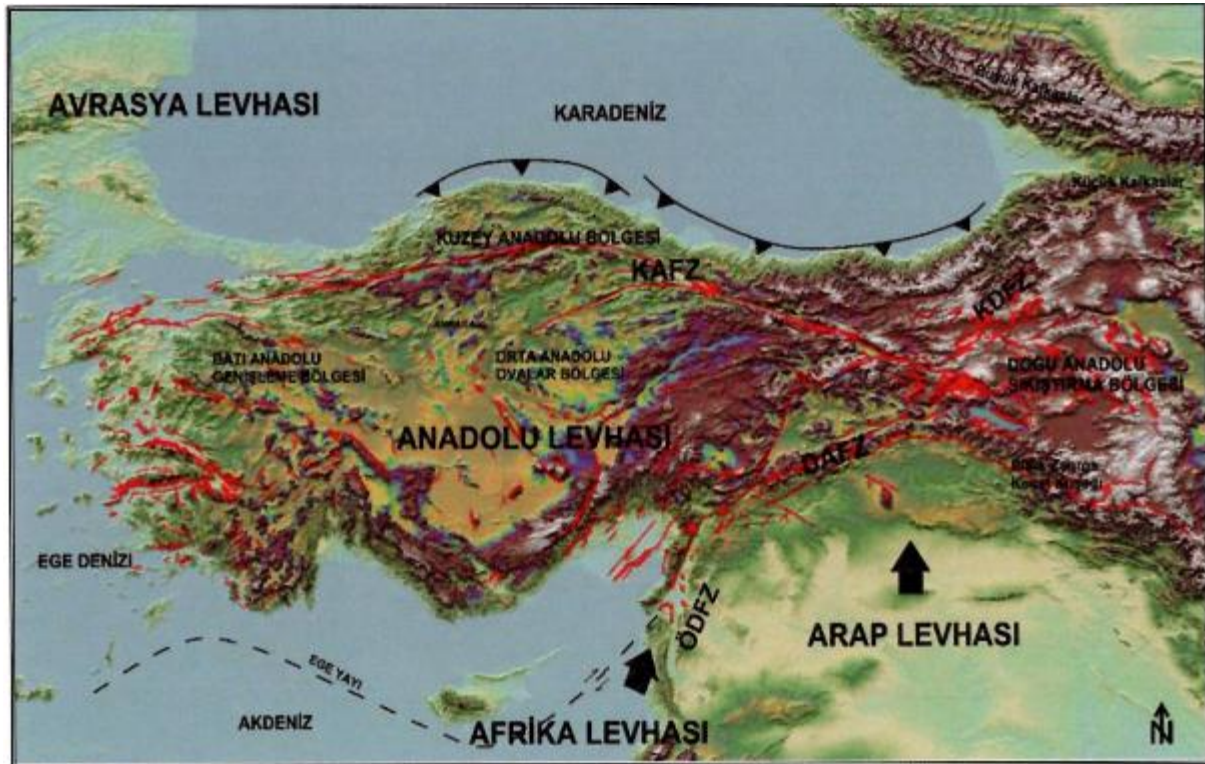 AVRASYA LEVHASI
KARADENİZ
Büyük Kafkaslar
Küçük Kafkaslar
KUZEY ANADOLU BÖLGESİ
KAFZ
KDFZ
BATI ANADOLU
GENİŞLEME BÖLGESİ
ORTA ANADOLU
OVALAR BÖLGESİ
DOĞU ANADOLU
SIKIŞTIRMA BÖLGESİ
ANADOLU LEVHASI
DAFZ
EGE DENİZİ
ÖDFZ
ARAP LEVHASI
EGE YAYI
AKDENİZ
AFRİKA LEVHASI
N